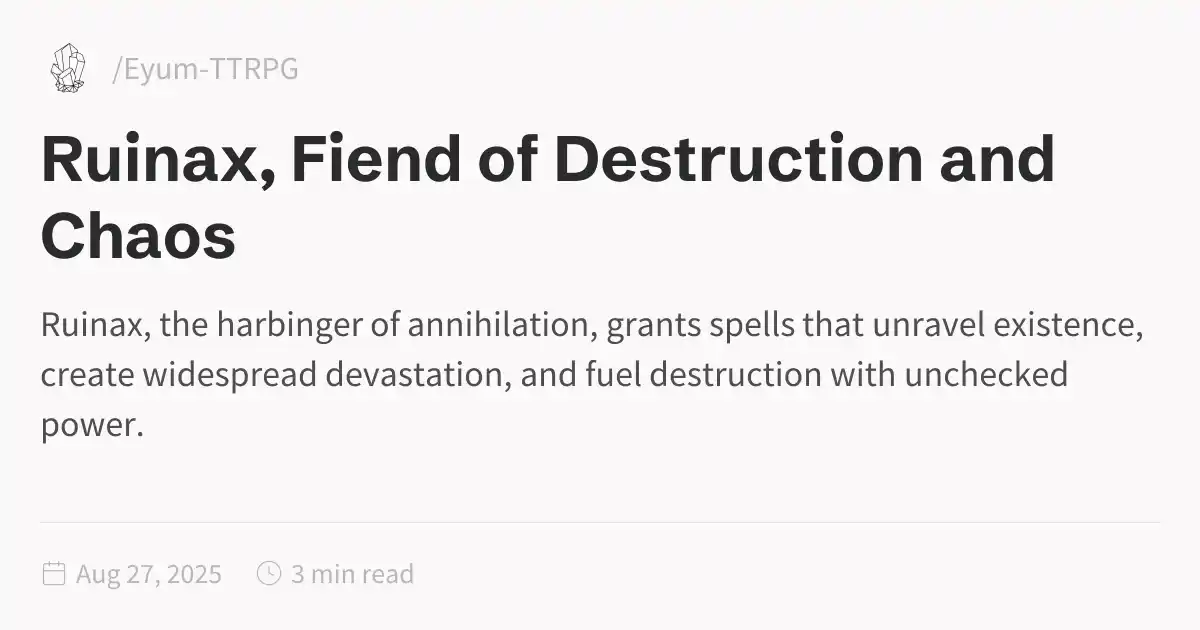 /Eyum-TTRPG
Ruinax, Fiend of Destruction and
Chaos
Ruinax, the harbinger of annihilation, grants spells that unravel existence,
create widespread devastation, and fuel destruction with unchecked
power.
Aug 27, 2025 3 min read